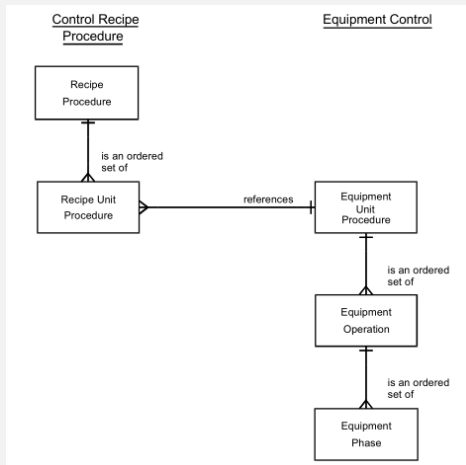 Control Recipe
Procedure
Equipment Control
Recipe
Procedure
is an ordered
set of
Recipe Unit
Procedure
references
Equipment
Unit
Procedure
is an ordered
set of
Equipment
Operation
is an ordered
set of
Equipment
Phase